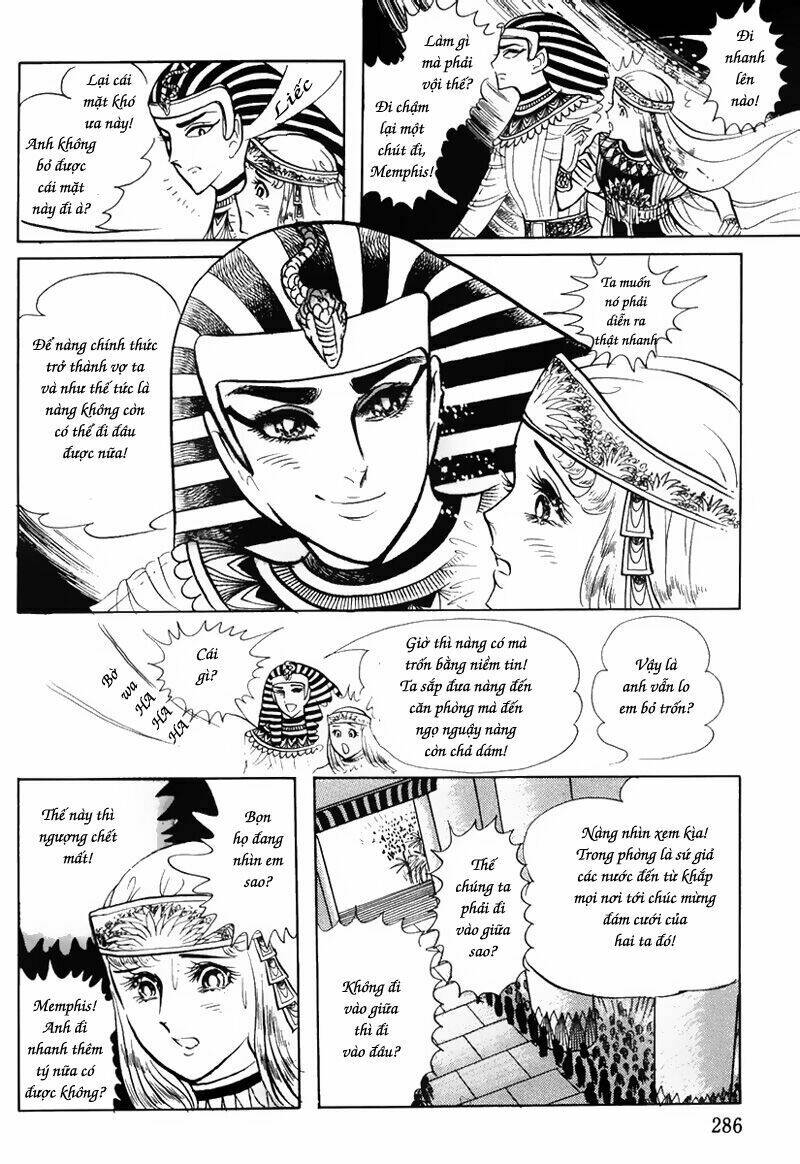 Đi
nhanh
lên
nào!
Làm gì
mà phải
vội thế?
Đi chậm
lại một
chút đi,
Memphis!
Liếc
Lại cái
mặt khó
ưa này!
Anh không
bỏ được
cái mặt
này đi à?
Ta muốn
nó phải
diễn ra
thật nhanh
Để nàng chính thức
trở thành vợ ta
và như thế tức là
nàng không còn
có thể đi đâu
được nữa!
Vậy là
anh vẫn lo
em bỏ trốn?
Giờ thì nàng có mà
trốn bằng niềm tin!
Ta sắp đưa nàng đến
căn phòng mà đến
ngo nguậy nàng
còn chả dám!
Cái
gì?
Bờ
wa
HA
HA
HA
HA
Nàng nhìn xem kìa!
Trong phòng là sứ giả
các nước đến từ khắp
mọi nơi tới chúc mừng
đám cưới của
hai ta đó!
Thế
chúng ta
phải đi
vào giữa
sao?
Không đi
vào giữa
thì đi
vào đâu?
Bọn
họ đang
nhìn em
sao?
Thế này thì
ngượng chết
mất!
Memphis!
Anh đi
nhanh thêm
tý nữa có
được không?
286